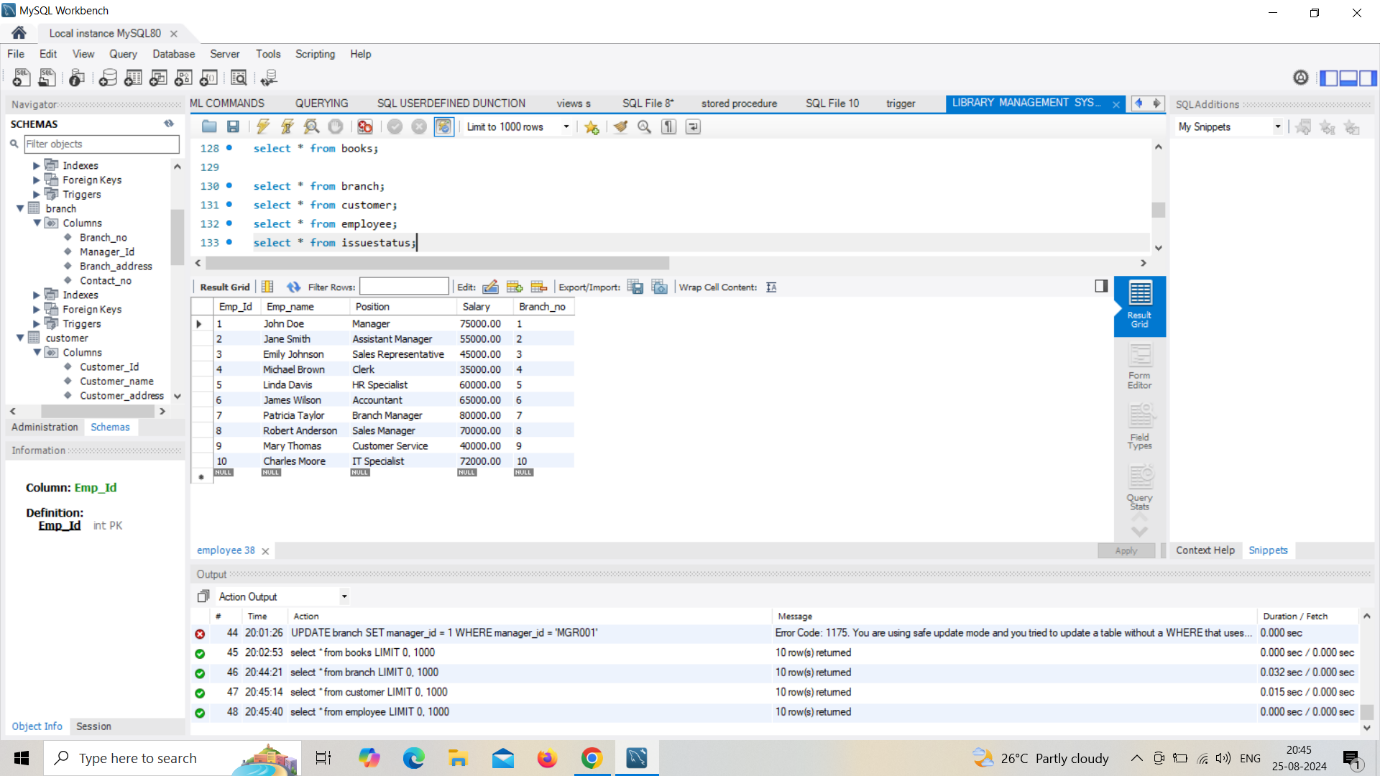 MySQL Workbench
Local instance MySQL80
File Edit View Query Database Server Tools Scripting Help
Navigator
SCHEMAS
Filter objects
Indexes
Foreign Keys
Triggers
branch
Columns
Branch_no
Manager_Id
Branch_address
Contact_no
Indexes
Foreign Keys
Triggers
customer
Columns
Customer_Id
Customer_name
Customer_address
Administration Schemas
Information
Column: Emp_Id
Definition:
Emp_Id int PK
Object Info Session
ML COMMANDS QUERYING SQL USERDEFINED DUNCTION views s SQL File 8* stored procedure SQL File 10 trigger LIBRARY MANAGEMENT SYS...
Limit to 1000 rows
128 select * from books;
129
130 select * from branch;
131 select * from customer;
132 select * from employee;
133 select * from issuestatus;
Result Grid Filter Rows: Edit: Export/Import: Wrap Cell Content:
Emp_Id Emp_name Position Salary Branch_no
1 John Doe Manager 75000.00 1
2 Jane Smith Assistant Manager 55000.00 2
3 Emily Johnson Sales Representative 45000.00 3
4 Michael Brown Clerk 35000.00 4
5 Linda Davis HR Specialist 60000.00 5
6 James Wilson Accountant 65000.00 6
7 Patricia Taylor Branch Manager 80000.00 7
8 Robert Anderson Sales Manager 70000.00 8
9 Mary Thomas Customer Service 40000.00 9
10 Charles Moore IT Specialist 72000.00 10
NULL NULL NULL NULL NULL
Result
Grid
Form
Editor
Field
Types
Query
Stats
employee 38
Apply
SQLAdditions
My Snippets
Context Help Snippets
Output
Action Output
# Time Action Message Duration / Fetch
44 20:01:26 UPDATE branch SET manager_id = 1 WHERE manager_id = 'MGR001' Error Code: 1175. You are using safe update mode and you tried to update a table without a WHERE that uses... 0.000 sec
45 20:02:53 select * from books LIMIT 0, 1000 10 row(s) returned 0.000 sec / 0.000 sec
46 20:44:21 select * from branch LIMIT 0, 1000 10 row(s) returned 0.032 sec / 0.000 sec
47 20:45:14 select * from customer LIMIT 0, 1000 10 row(s) returned 0.015 sec / 0.000 sec
48 20:45:40 select * from employee LIMIT 0, 1000 10 row(s) returned 0.000 sec / 0.000 sec
Type here to search
26°C Partly cloudy
ENG
20:45
25-08-2024
1